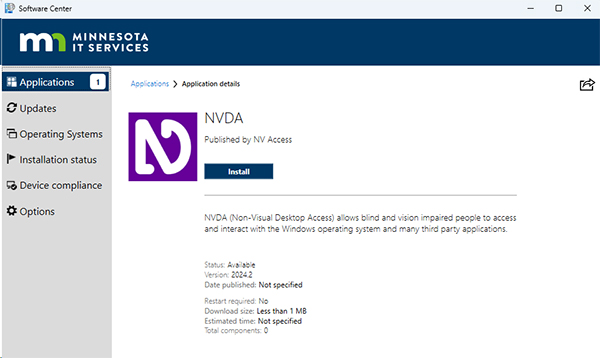 Software Center
MINNESOTA
IT SERVICES
Applications 1
Updates
Operating Systems
Installation status
Device compliance
Options
Applications > Application details
NVDA
Published by NV Access
Install
NVDA (Non-Visual Desktop Access) allows blind and vision impaired people to access
and interact with the Windows operating system and many third party applications.
Status: Available
Version: 2024.2
Date published: Not specified
Restart required: No
Download size: Less than 1 MB
Estimated time: Not specified
Total components: 0